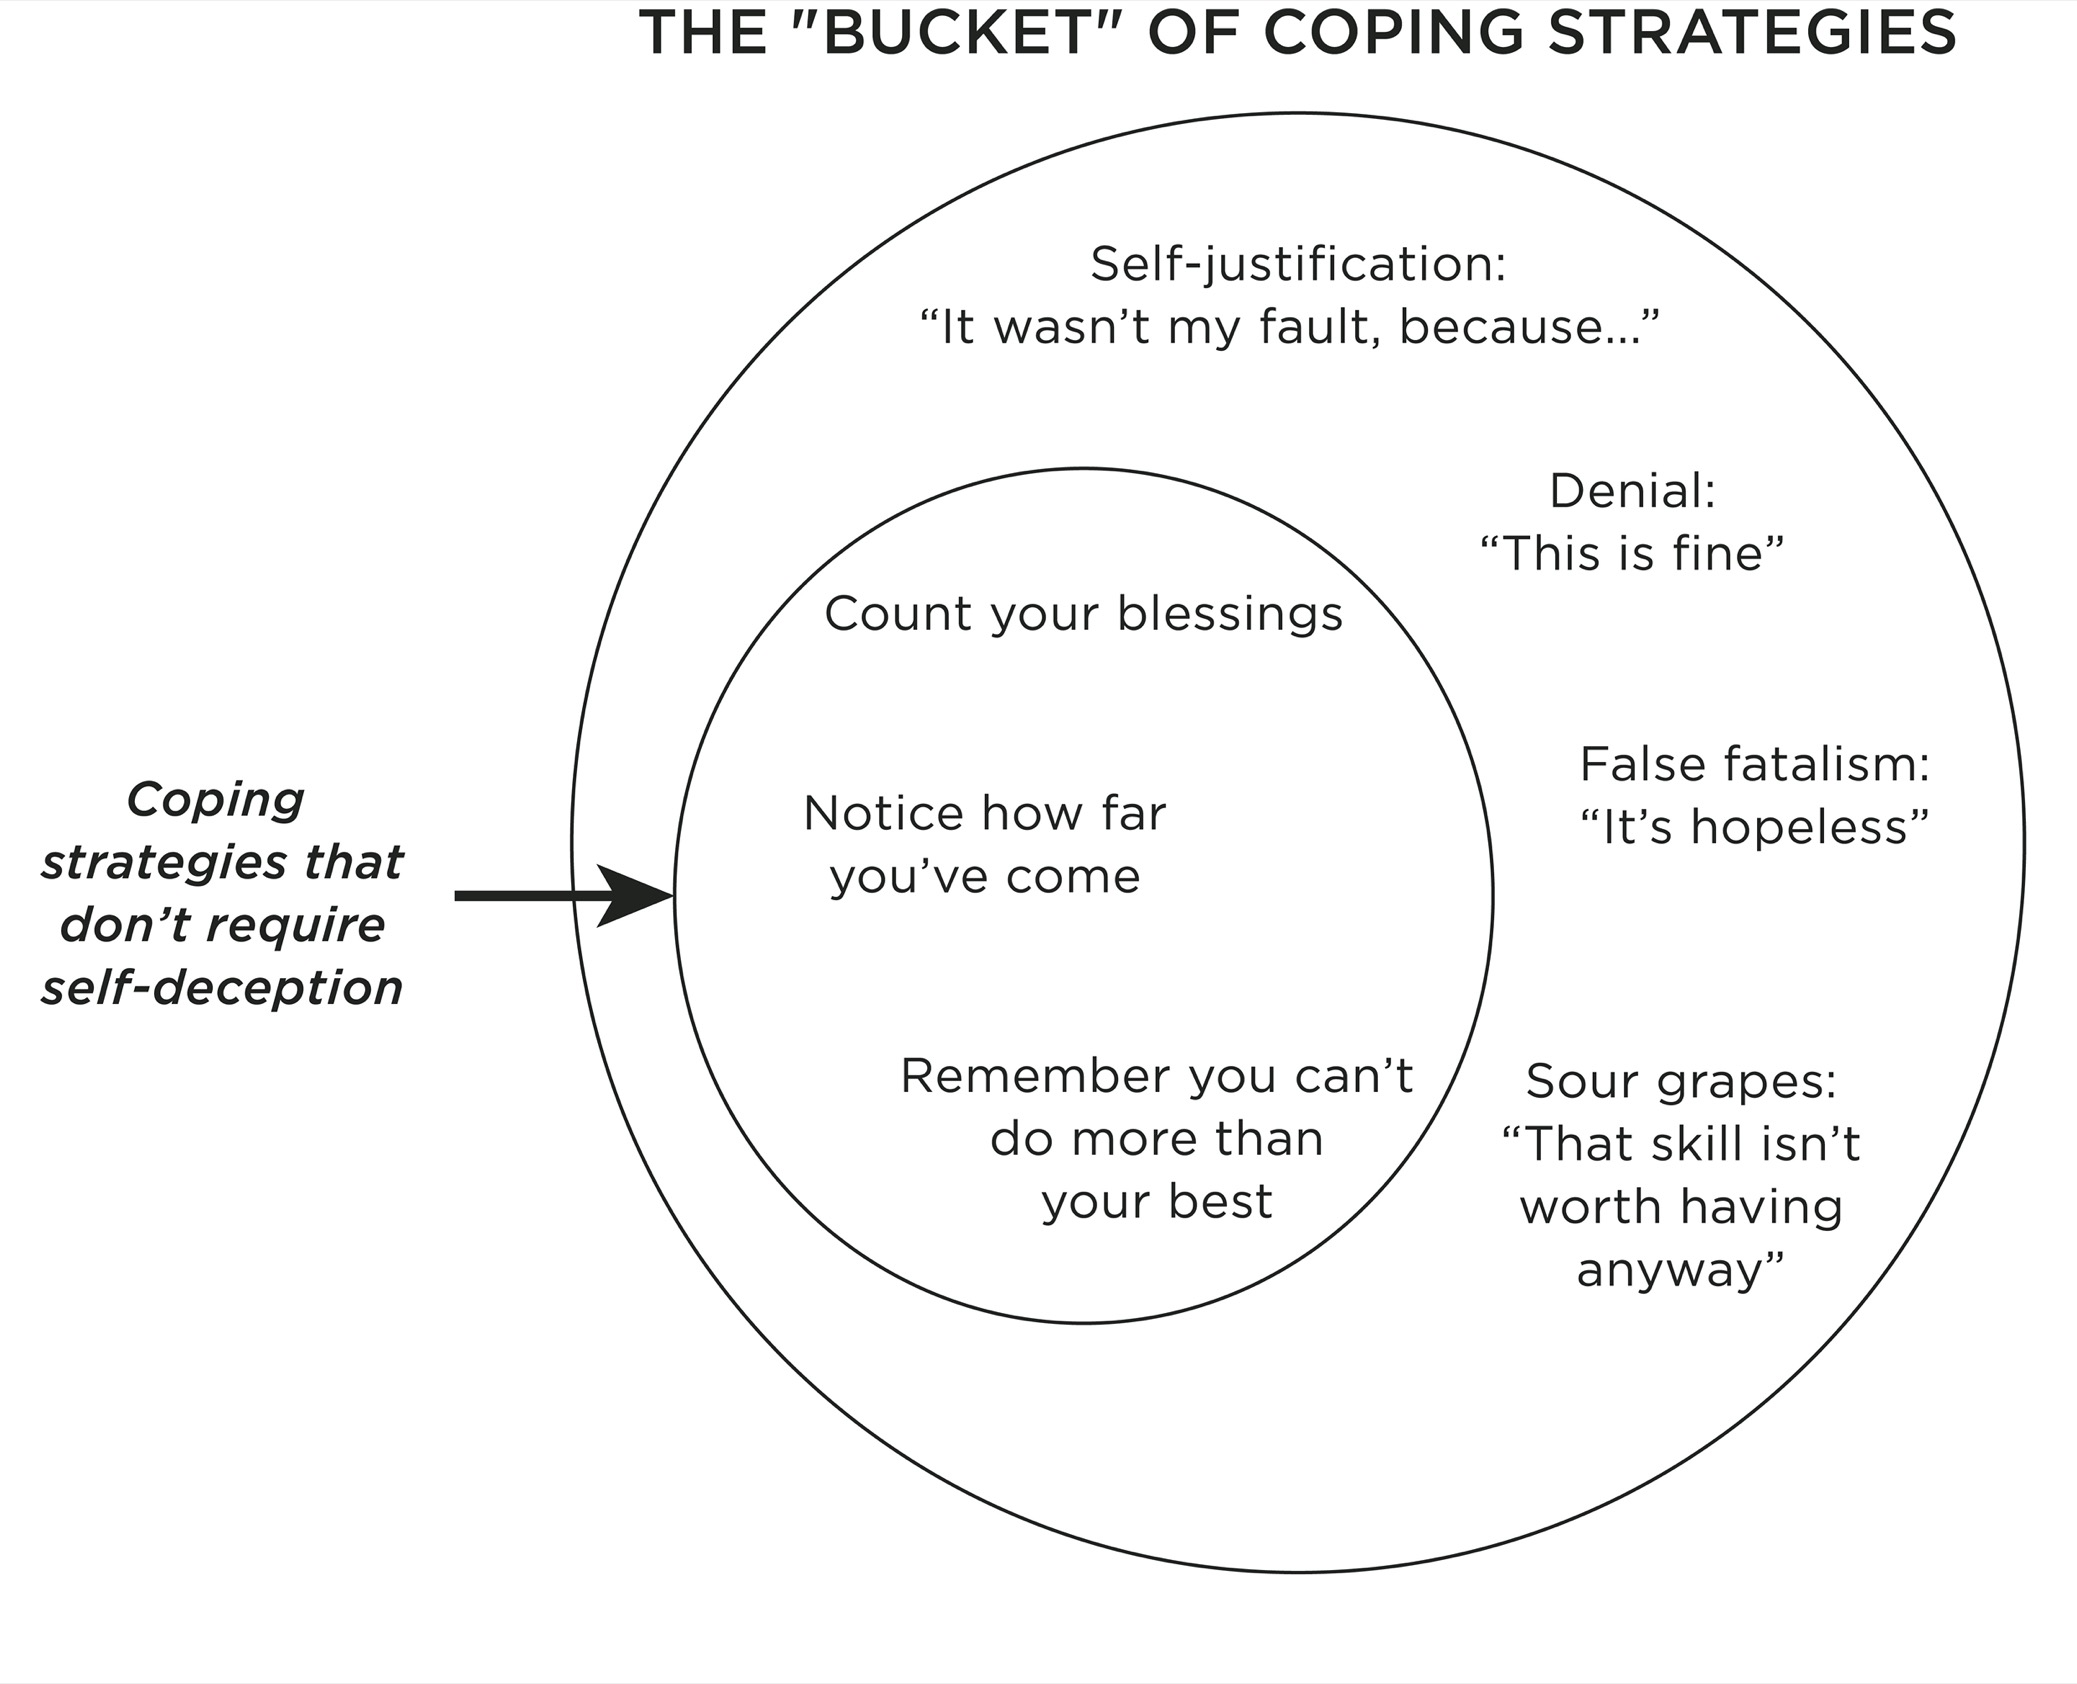 THE "BUCKET" OF COPING STRATEGIES
Self-justification:
“It wasn’t my fault, because...”
Denial:
“This is fine”
Count your blessings
False fatalism:
“It’s hopeless”
Notice how far
you’ve come
Coping
strategies that
don’t require
self-deception
Remember you can’t
do more than
your best
Sour grapes:
“That skill isn’t
worth having
anyway”